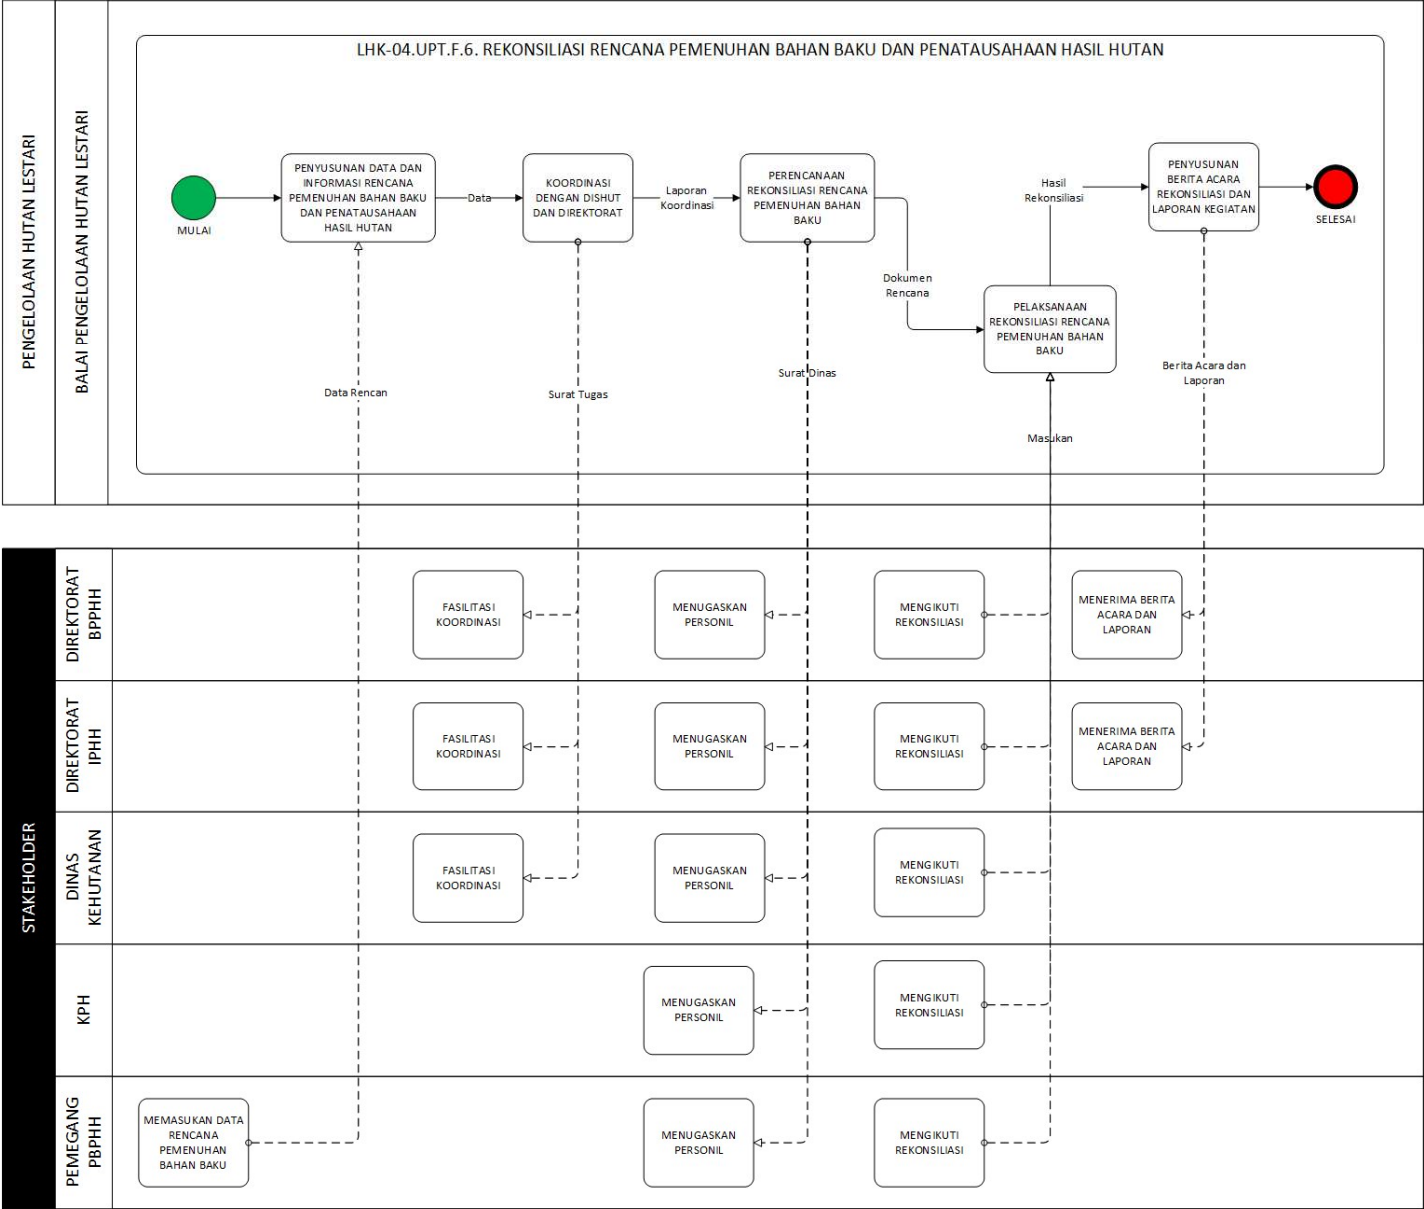 LHK-04.UPT.F.6. REKONSILIASI RENCANA PEMENUHAN BAHAN BAKU DAN PENATAUSAHAAN HASIL HUTAN
PENGELOLAAN HUTAN LESTARI
BALAI PENGELOLAAN HUTAN LESTARI
MULAI
PENYUSUNAN DATA DAN
INFORMASI RENCANA
PEMENUHAN BAHAN BAKU
DAN PENATAUSAHAAN
HASIL HUTAN
Data
KOORDINASI
DENGAN DISHUT
DAN DIREKTORAT
Laporan
Koordinasi
PERENCANAAN
REKONSILIASI RENCANA
PEMENUHAN BAHAN
BAKU
Dokumen
Rencana
PELAKSANAAN
REKONSILIASI RENCANA
PEMENUHAN BAHAN
BAKU
Hasil
Rekonsiliasi
PENYUSUNAN
BERITA ACARA
REKONSILIASI DAN
LAPORAN KEGIATAN
SELESAI
Data Rencan
Surat Tugas
Surat Dinas
Masukan
Berita Acara dan
Laporan
STAKEHOLDER
DIREKTORAT
BPPHH
FASILITASI
KOORDINASI
MENUGASKAN
PERSONIL
MENGIKUTI
REKONSILIASI
MENERIMA BERITA
ACARA DAN
LAPORAN
DIREKTORAT
IPHH
FASILITASI
KOORDINASI
MENUGASKAN
PERSONIL
MENGIKUTI
REKONSILIASI
MENERIMA BERITA
ACARA DAN
LAPORAN
DINAS
KEHUTANAN
FASILITASI
KOORDINASI
MENUGASKAN
PERSONIL
MENGIKUTI
REKONSILIASI
KPH
MENUGASKAN
PERSONIL
MENGIKUTI
REKONSILIASI
PEMEGANG
PBPHH
MEMASUKAN DATA
RENCANA
PEMENUHAN
BAHAN BAKU
MENUGASKAN
PERSONIL
MENGIKUTI
REKONSILIASI